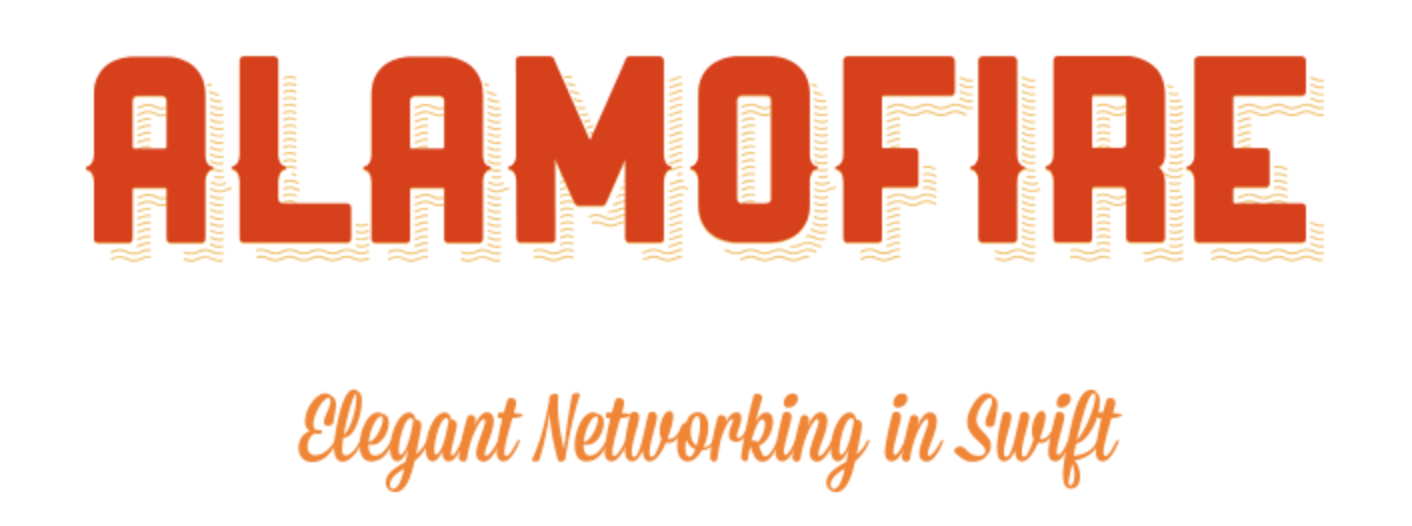 ALAMOFIRE
Elegant Networking in Swift